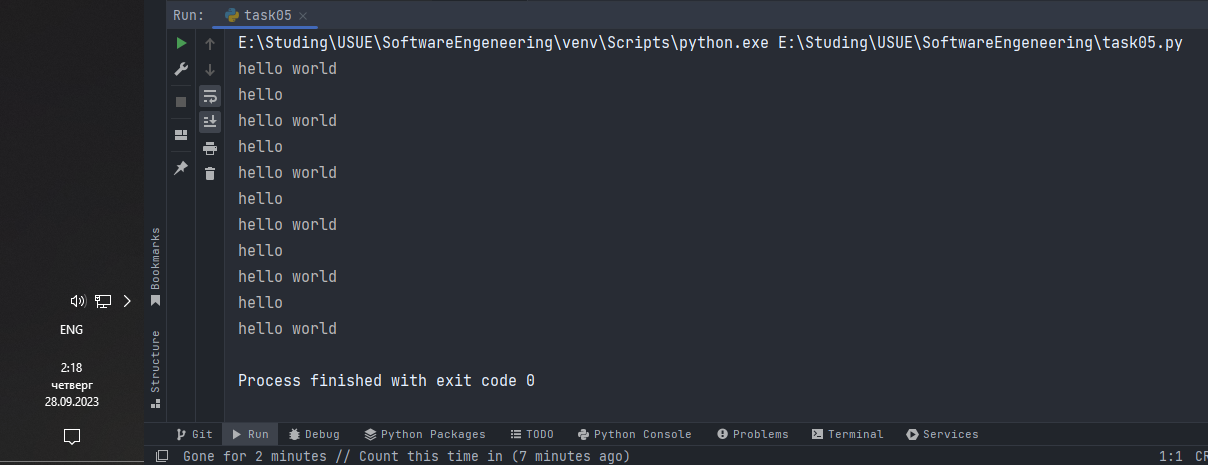 Run: task05
E:\Studing\USUE\SoftwareEngeneering\venv\Scripts\python.exe E:\Studing\USUE\SoftwareEngeneering\task05.py
hello world
hello
hello world
hello
hello world
hello
hello world
hello
hello world
hello
hello world
Process finished with exit code 0
Bookmarks
Structure
ENG
2:18
четверг
28.09.2023
Git Run Debug Python Packages TODO Python Console Problems Terminal Services
Gone for 2 minutes // Count this time in (7 minutes ago) 1:1 CR